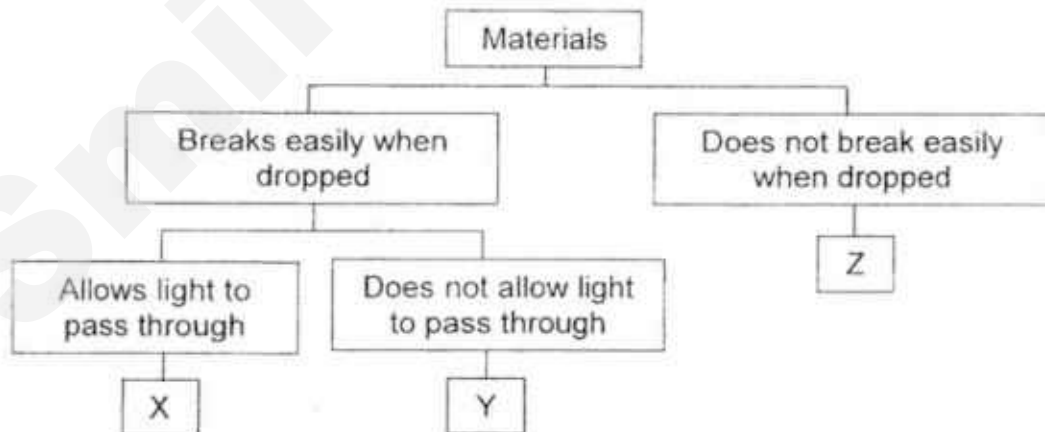 Materials
Breaks easily when
dropped
Does not break easily
when dropped
Allows light to
pass through
Does not allow light
to pass through
Z
X
Y